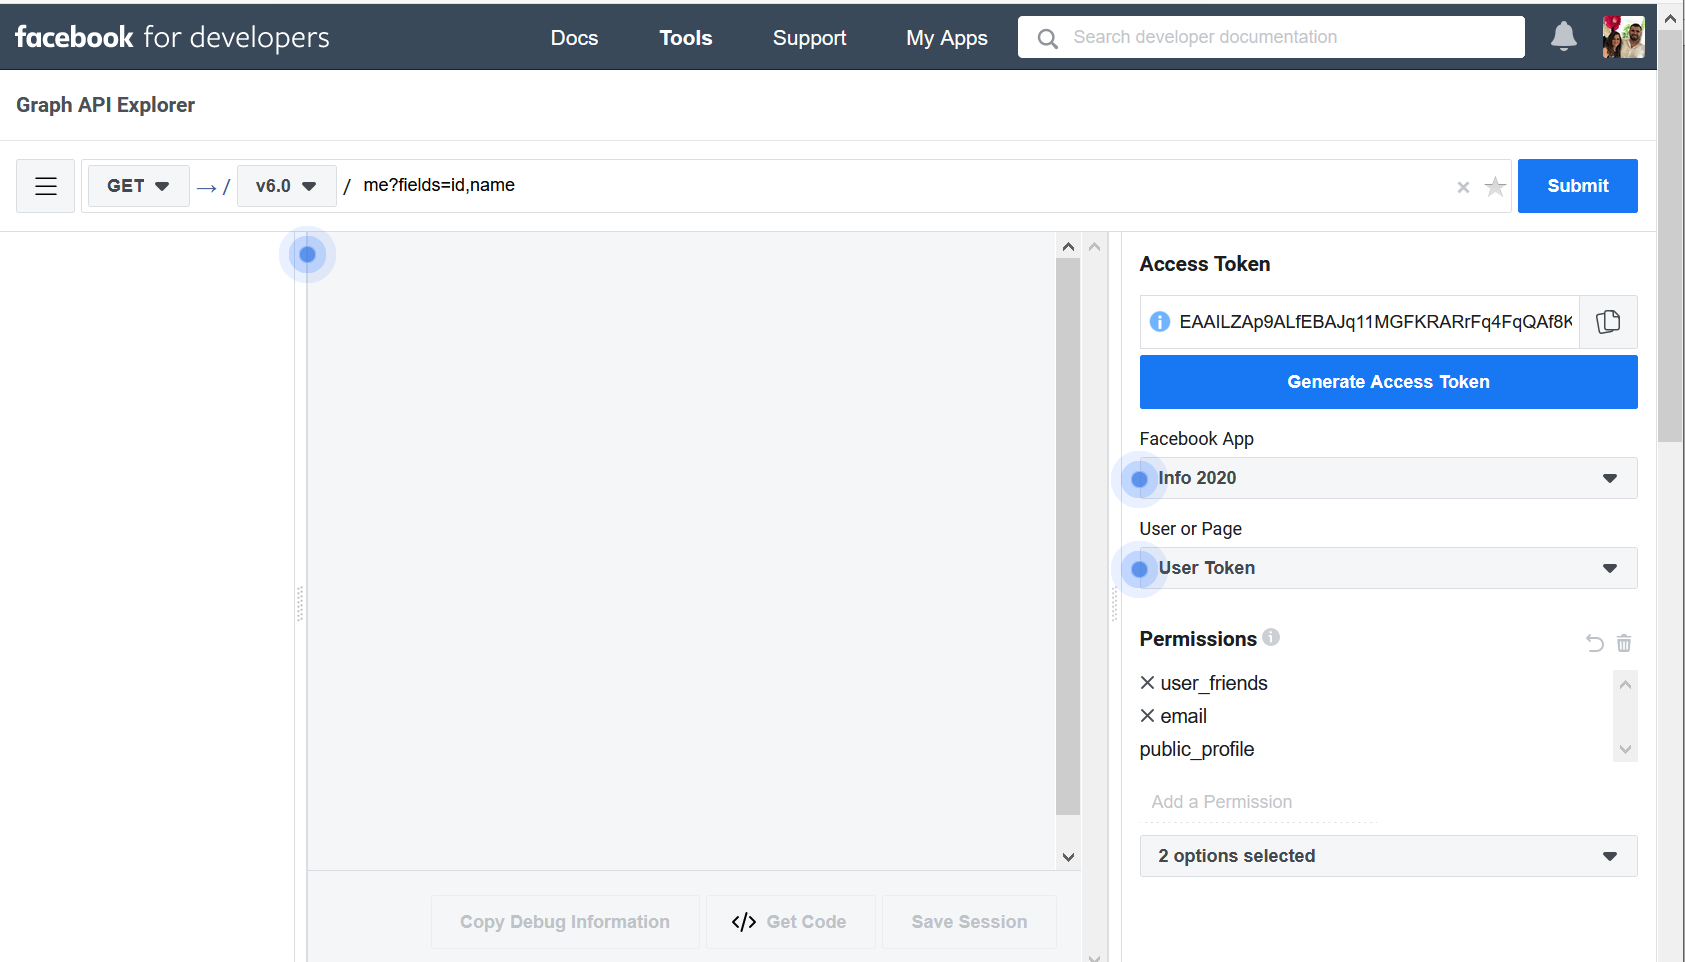 facebook for developers
Docs
Tools
Support
My Apps
Search developer documentation
Graph API Explorer
GET
→ /
v6.0
/ me?fields=id,name
Submit
Access Token
EAAILZAp9ALfEBAJq11MGFKRARrFq4FqQAf8K
Generate Access Token
Facebook App
Info 2020
User or Page
User Token
Permissions
user_friends
email
public_profile
Add a Permission
2 options selected
Copy Debug Information
</> Get Code
Save Session